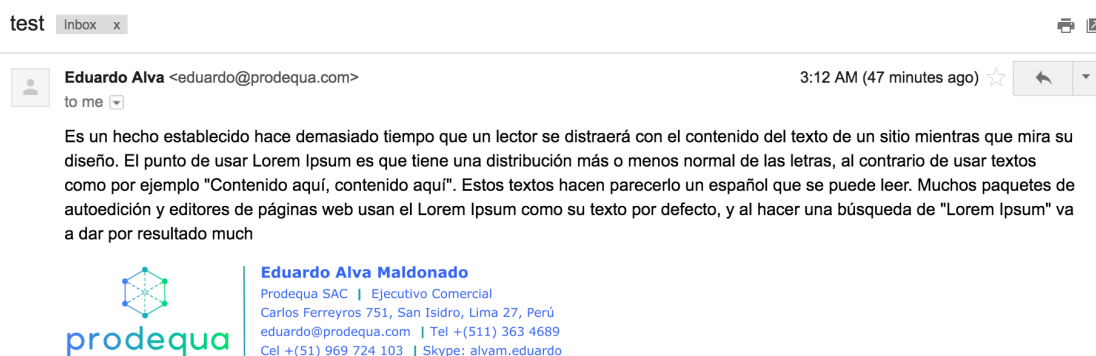 test Inbox x
Eduardo Alva <eduardo@prodequa.com> 3:12 AM (47 minutes ago)
to me
Es un hecho establecido hace demasiado tiempo que un lector se distraerá con el contenido del texto de un sitio mientras que mira su
diseño. El punto de usar Lorem Ipsum es que tiene una distribución más o menos normal de las letras, al contrario de usar textos
como por ejemplo "Contenido aquí, contenido aquí". Estos textos hacen parecerlo un español que se puede leer. Muchos paquetes de
autoedición y editores de páginas web usan el Lorem Ipsum como su texto por defecto, y al hacer una búsqueda de "Lorem Ipsum" va
a dar por resultado much
prodequa
Eduardo Alva Maldonado
Prodequa SAC | Ejecutivo Comercial
Carlos Ferreyros 751, San Isidro, Lima 27, Perú
eduardo@prodequa.com | Tel +(511) 363 4689
Cel +(51) 969 724 103 | Skype: alvam.eduardo